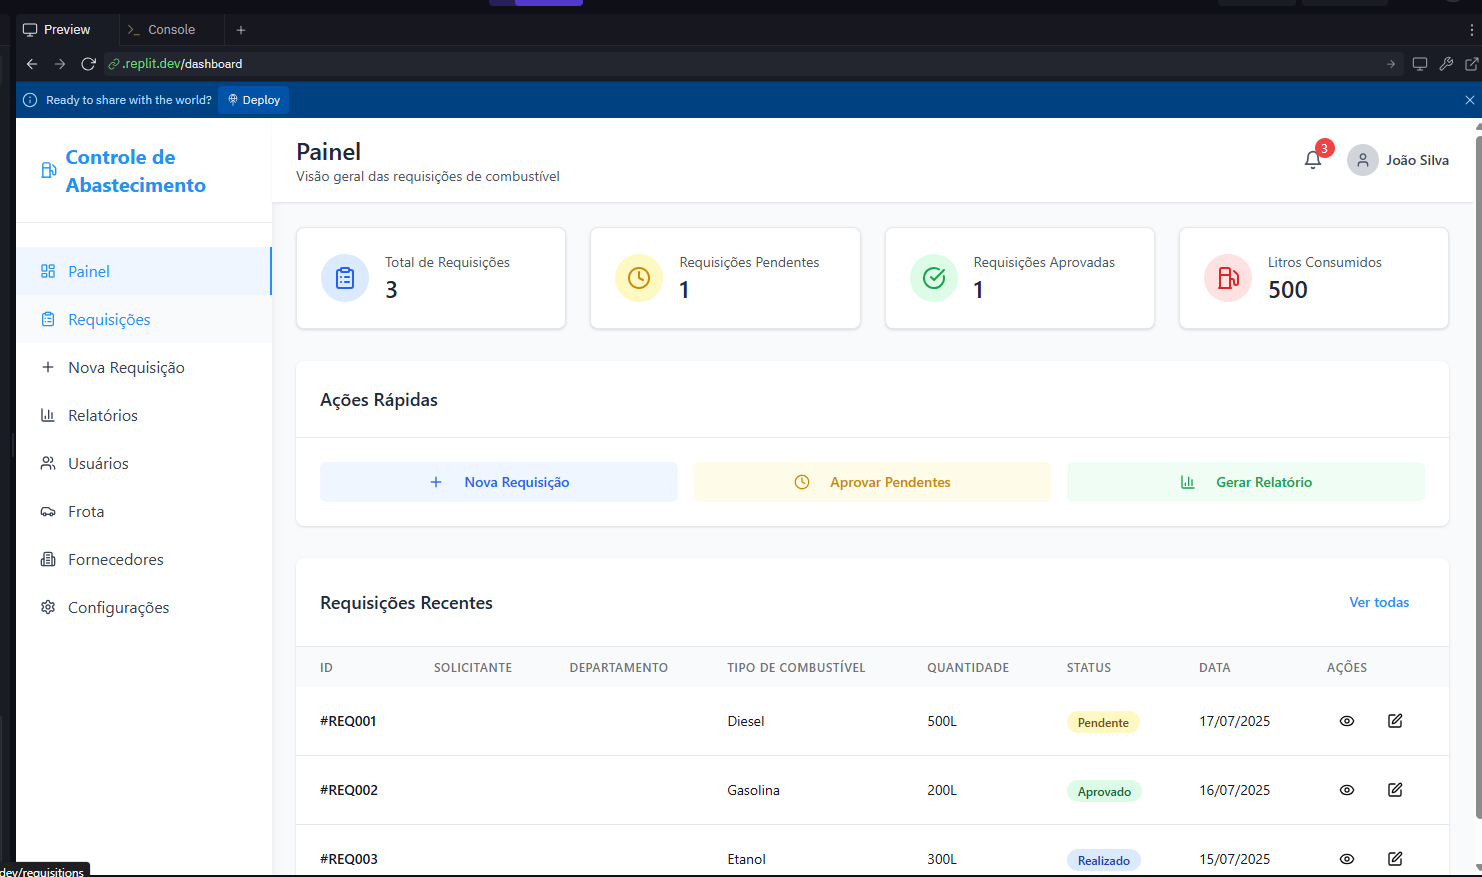 Preview
Console
.replit.dev/dashboard
Ready to share with the world?
Deploy
Controle de
Abastecimento
Painel
Visão geral das requisições de combustível
3
João Silva
Painel
Requisições
Nova Requisição
Relatórios
Usuários
Frota
Fornecedores
Configurações
Total de Requisições
3
Requisições Pendentes
1
Requisições Aprovadas
1
Litros Consumidos
500
Ações Rápidas
Nova Requisição
Aprovar Pendentes
Gerar Relatório
Requisições Recentes
Ver todas
ID SOLICITANTE DEPARTAMENTO TIPO DE COMBUSTÍVEL QUANTIDADE STATUS DATA AÇÕES
#REQ001 Diesel 500L Pendente 17/07/2025
#REQ002 Gasolina 200L Aprovado 16/07/2025
#REQ003 Etanol 300L Realizado 15/07/2025
dev/requisitions